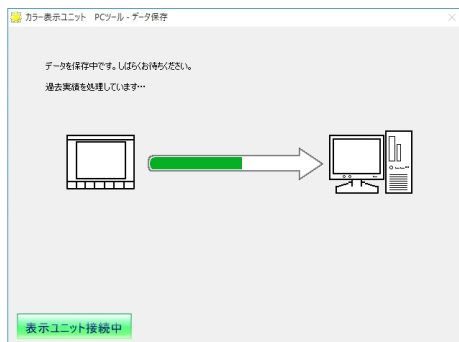 カラー表示ユニット PCツール - データ保存
データを保存中です。しばらくお待ちください。
過去実績を処理しています…
表示ユニット接続中